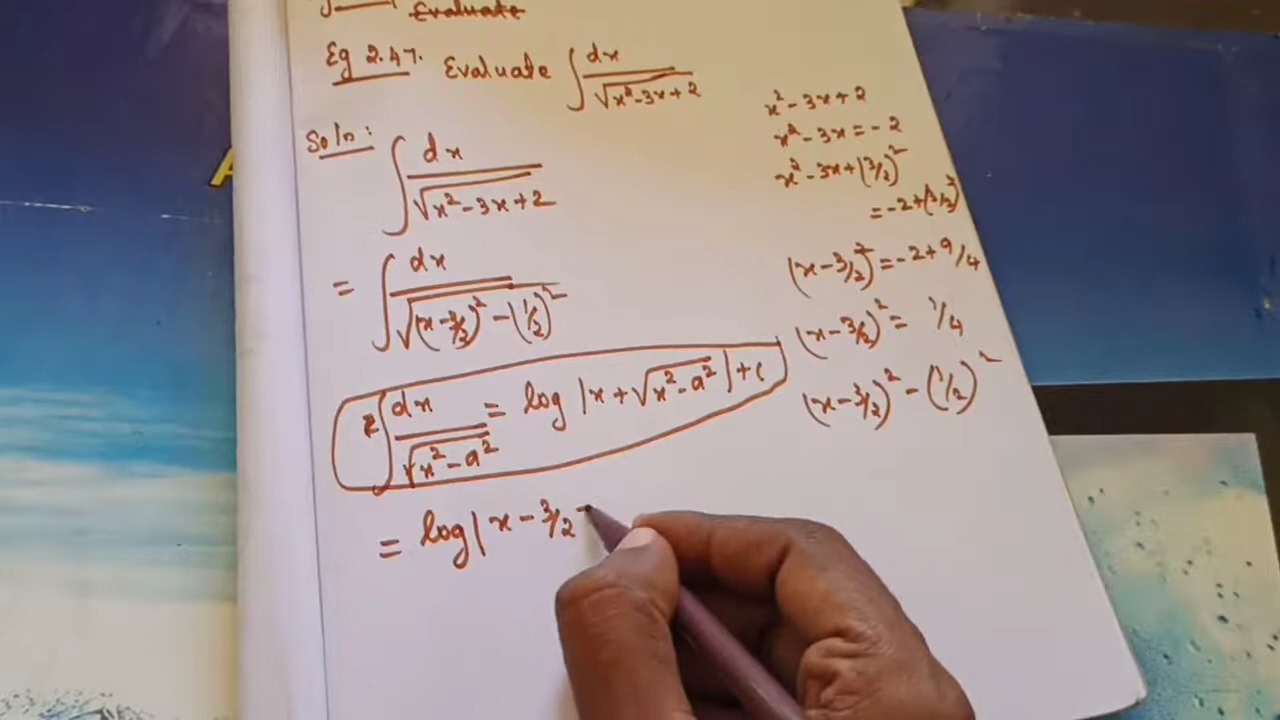 Evaluate
Eg 2.47. Evaluate ∫ dx / √x²-3x+2
Soln: ∫ dx / √x²-3x+2
= ∫ dx / √(x-3/2)² - (1/2)²
∫ dx / √x²-a² = log |x + √x²-a²| + c
= log | x - 3/2
x² - 3x + 2
x² - 3x = - 2
x² - 3x + (3/2)²
= -2 + (3/2)²
(x - 3/2)² = -2 + 9/4
(x - 3/2)² = 1/4
(x - 3/2)² - (1/2)²
A